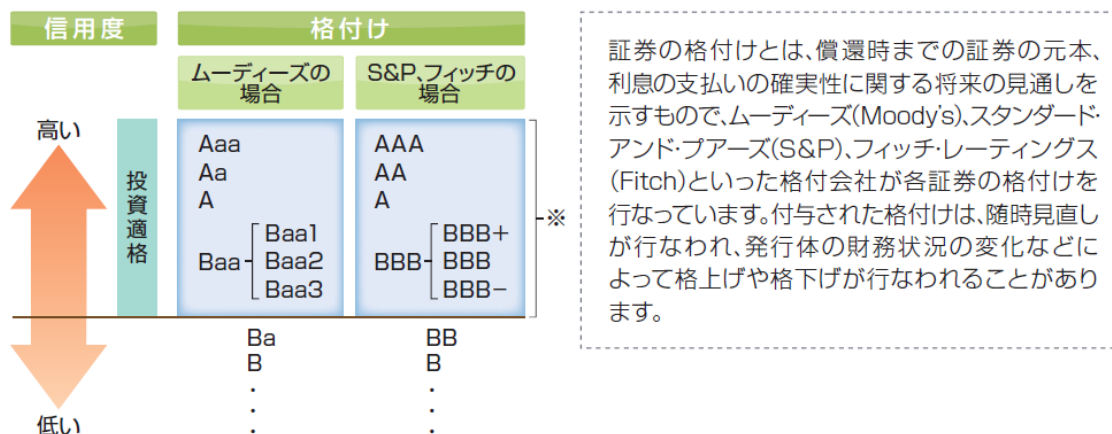 信用度
格付け
ムーディーズの
場合
S&P、フィッチの
場合
高い
投資適格
Aaa
Aa
A
Baa
Baa1
Baa2
Baa3
AAA
AA
A
BBB
BBB+
BBB
BBB−
※
Ba
B
・
・
・
BB
B
・
・
・
低い
証券の格付けとは、償還時までの証券の元本、
利息の支払いの確実性に関する将来の見通しを
示すもので、ムーディーズ(Moody's)、スタンダード・
アンド・プアーズ(S&P)、フィッチ・レーティングス
(Fitch)といった格付会社が各証券の格付けを
行なっています。付与された格付けは、随時見直し
が行なわれ、発行体の財務状況の変化などに
よって格上げや格下げが行なわれることがあり
ます。